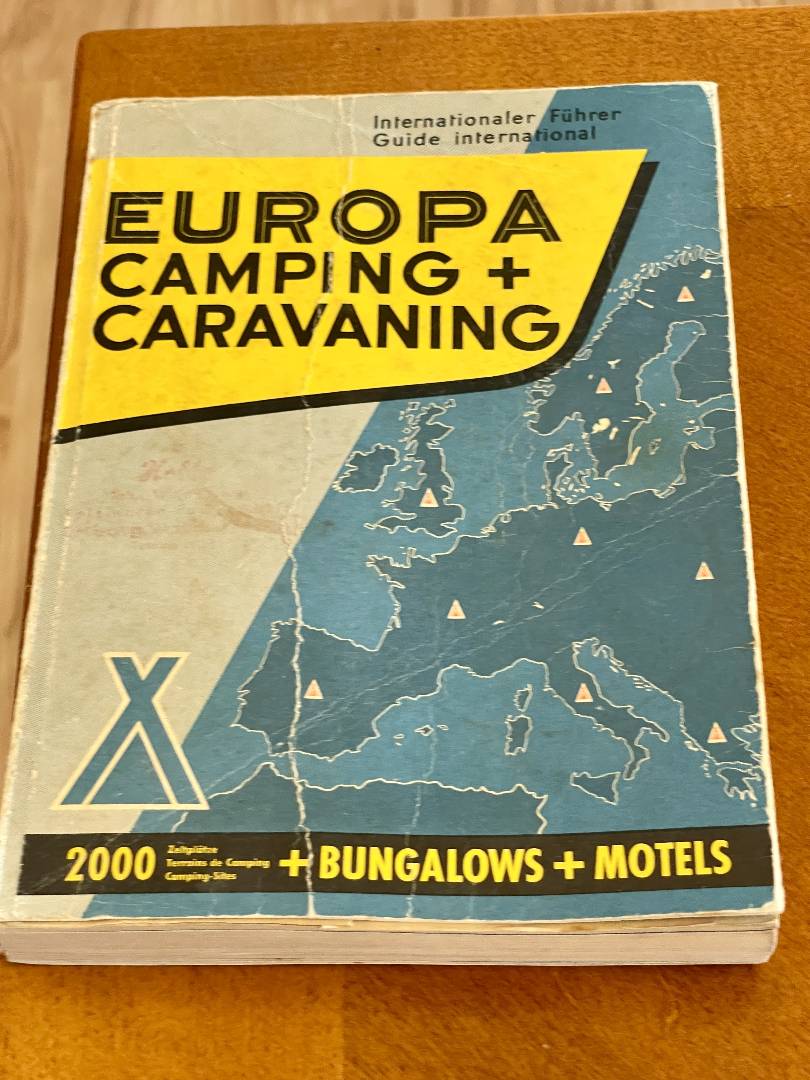 Internationaler Führer
Guide international
EUROPA
CAMPING +
CARAVANING
2000
Zeltplätze
Terrains de Camping
Camping-Sites
+ BUNGALOWS + MOTELS